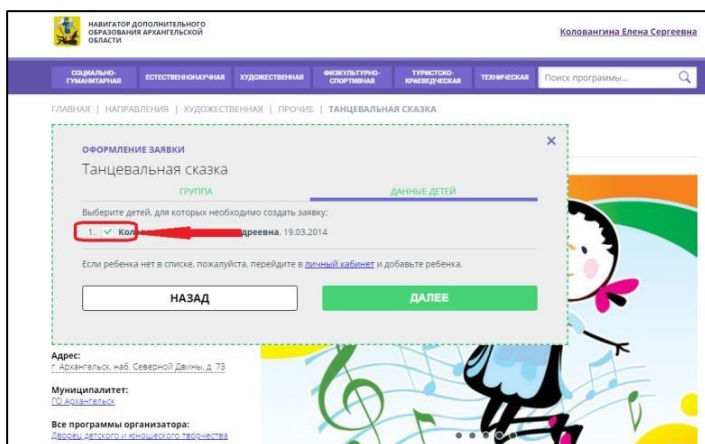 НАВИГАТОР ДОПОЛНИТЕЛЬНОГО
ОБРАЗОВАНИЯ АРХАНГЕЛЬСКОЙ
ОБЛАСТИ
Коловангина Елена Сергеевна
СОЦИАЛЬНО-
ГУМАНИТАРНАЯ
ЕСТЕСТВЕННОНАУЧНАЯ
ХУДОЖЕСТВЕННАЯ
ФИЗКУЛЬТУРНО-
СПОРТИВНАЯ
ТУРИСТСКО-
КРАЕВЕДЧЕСКАЯ
ТЕХНИЧЕСКАЯ
Поиск программы...
ГЛАВНАЯ | НАПРАВЛЕНИЯ | ХУДОЖЕСТВЕННАЯ | ПРОЧИЕ | ТАНЦЕВАЛЬНАЯ СКАЗКА
ОФОРМЛЕНИЕ ЗАЯВКИ
Танцевальная сказка
ГРУППА
ДАННЫЕ ДЕТЕЙ
Выберите детей, для которых необходимо создать заявку:
1. 19.03.2014
Если ребенка нет в списке, пожалуйста, перейдите в личный кабинет и добавьте ребенка.
НАЗАД
ДАЛЕЕ
Адрес:
г. Архангельск, наб. Северной Двины, д. 73
Муниципалитет:
ГО Архангельск
Все программы организатора:
Дворец детского и юношеского творчества